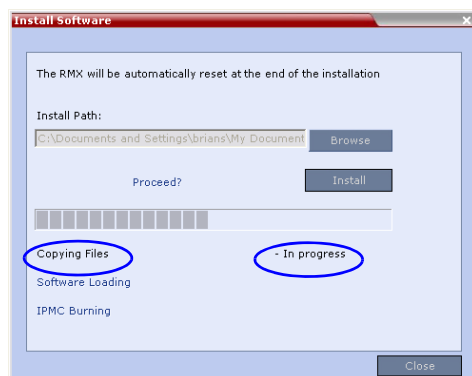 Install Software
The RMX will be automatically reset at the end of the installation
Install Path:
C:\Documents and Settings\brians\My Document
Browse
Proceed?
Install
Copying Files - In progress
Software Loading
IPMC Burning
Close